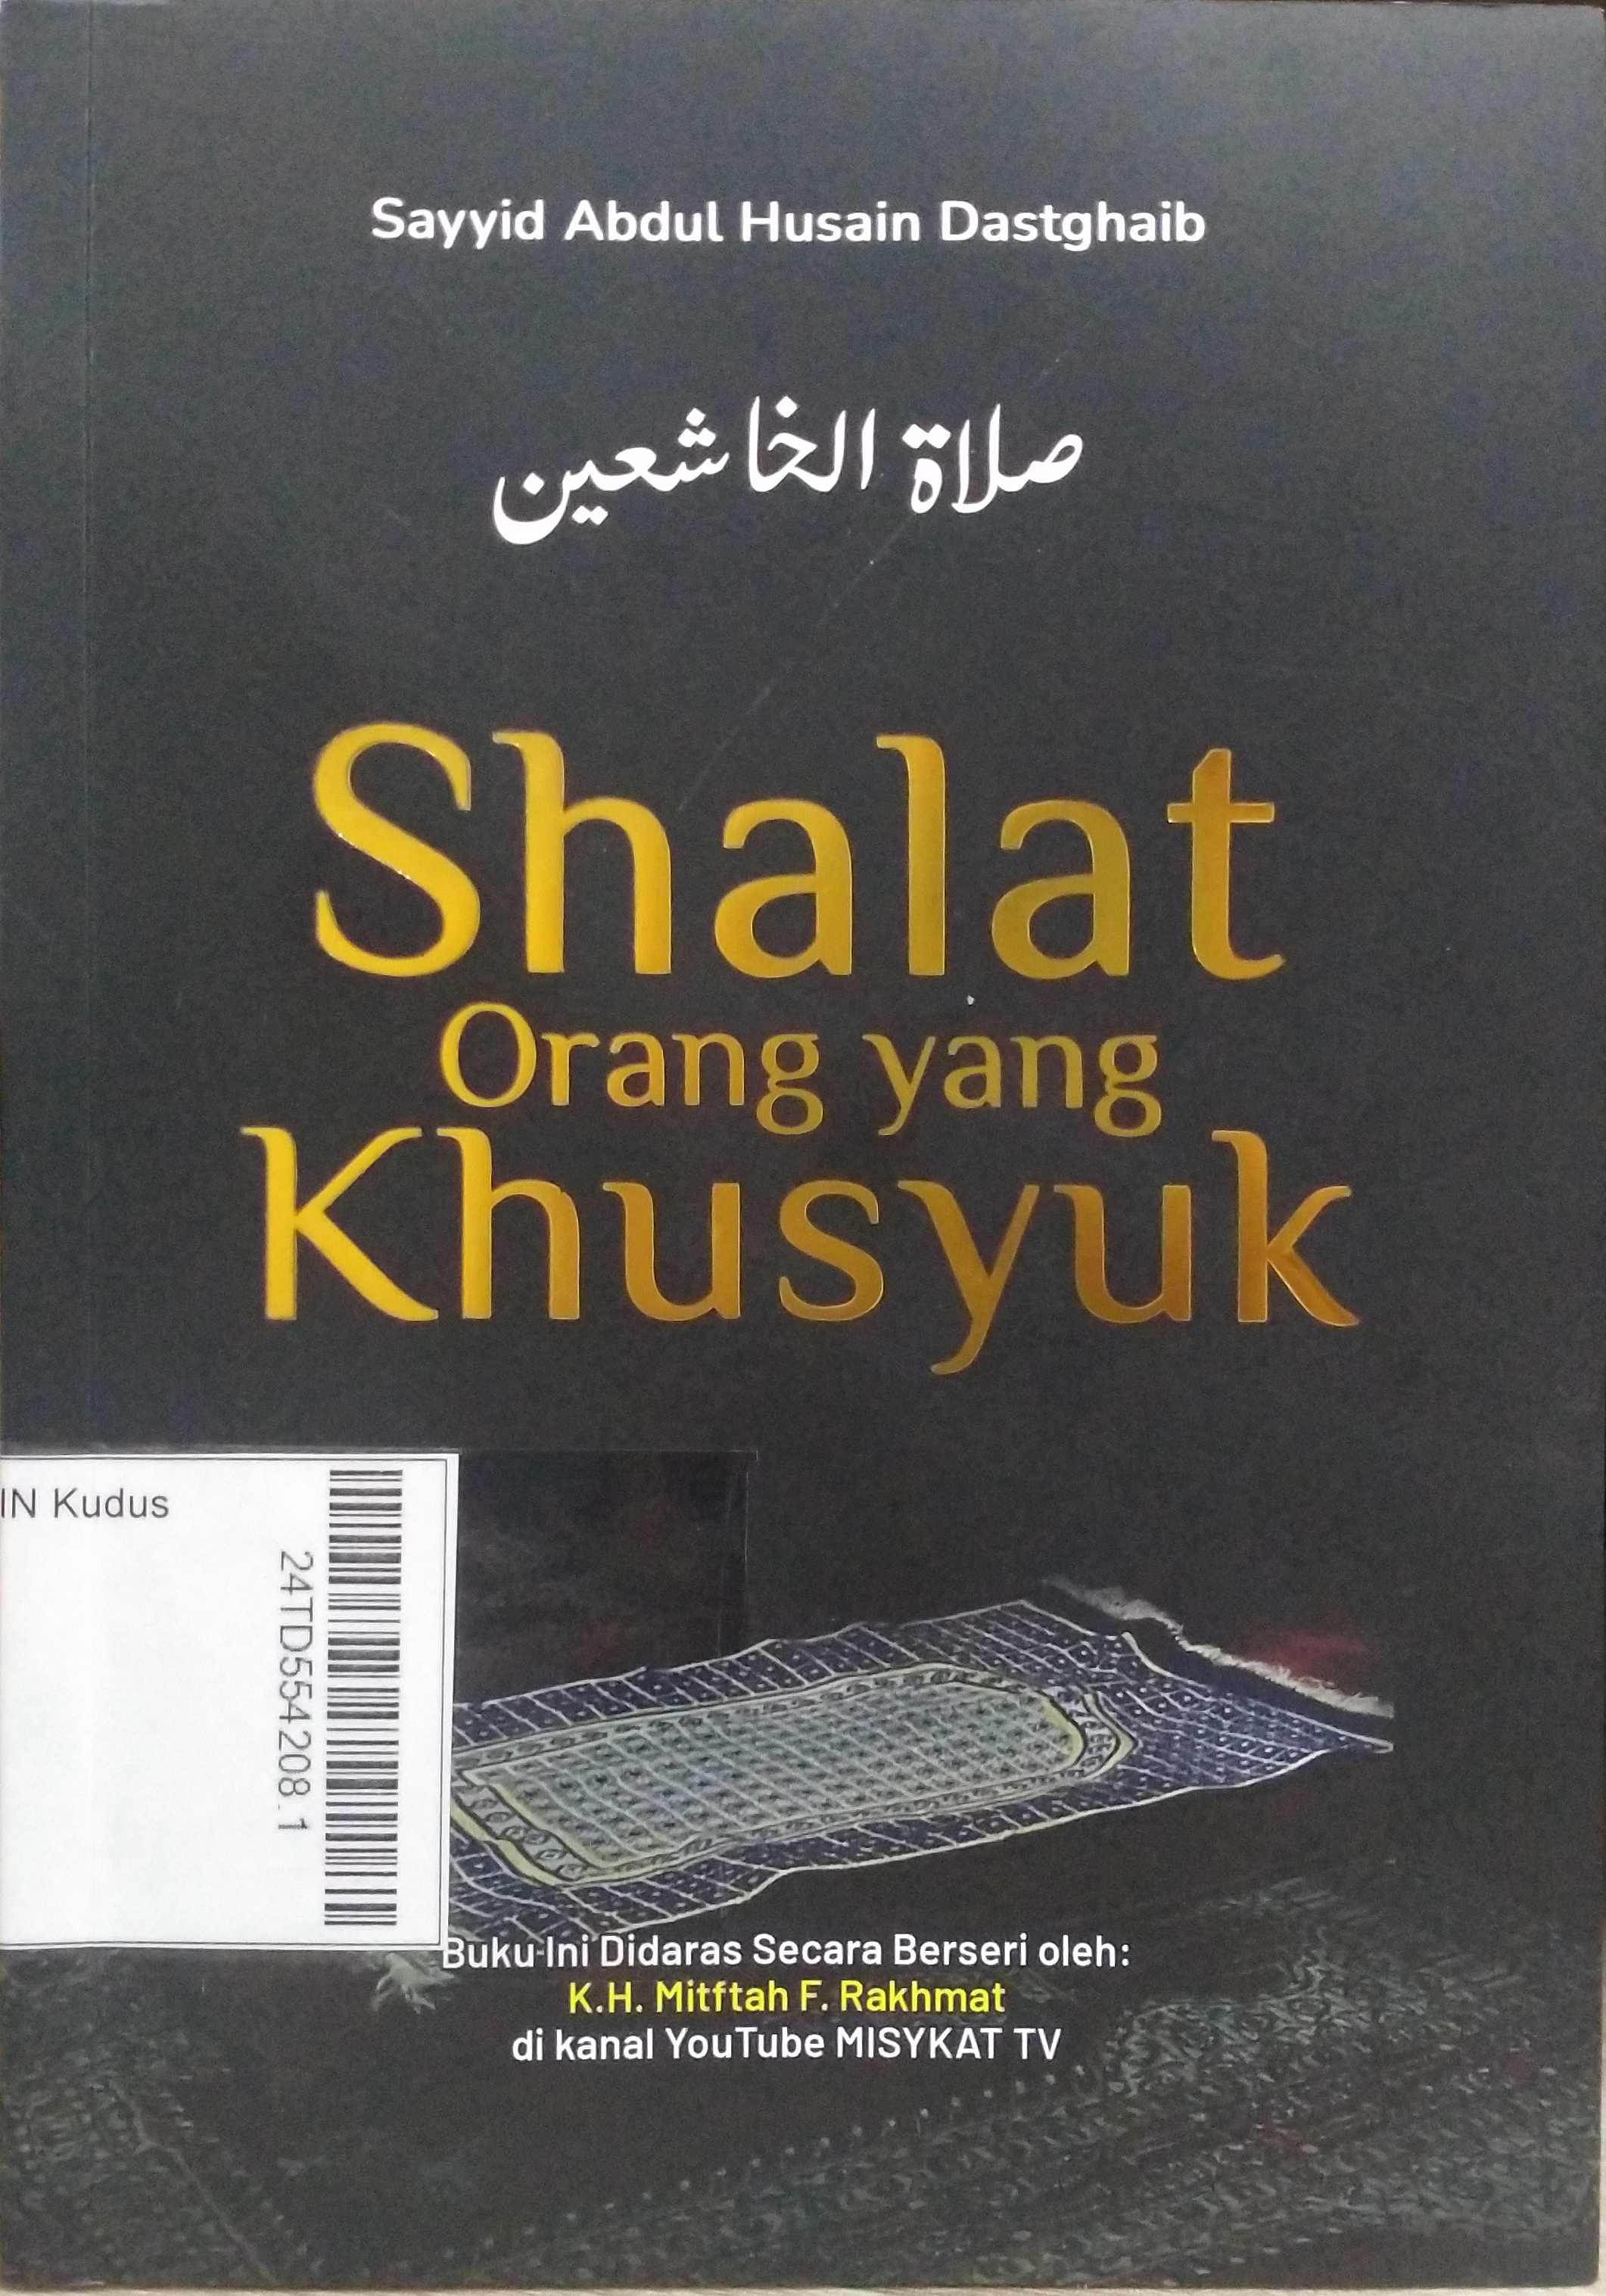 Sayyid Abdul Husain Dastghaib
صلاة الخاشعين
Shalat
Orang yang
Khusyuk
IN Kudus
24TD554208.1
Buku Ini Didaras Secara Berseri oleh:
K.H. Mitftah F. Rakhmat
di kanal YouTube MISYKAT TV